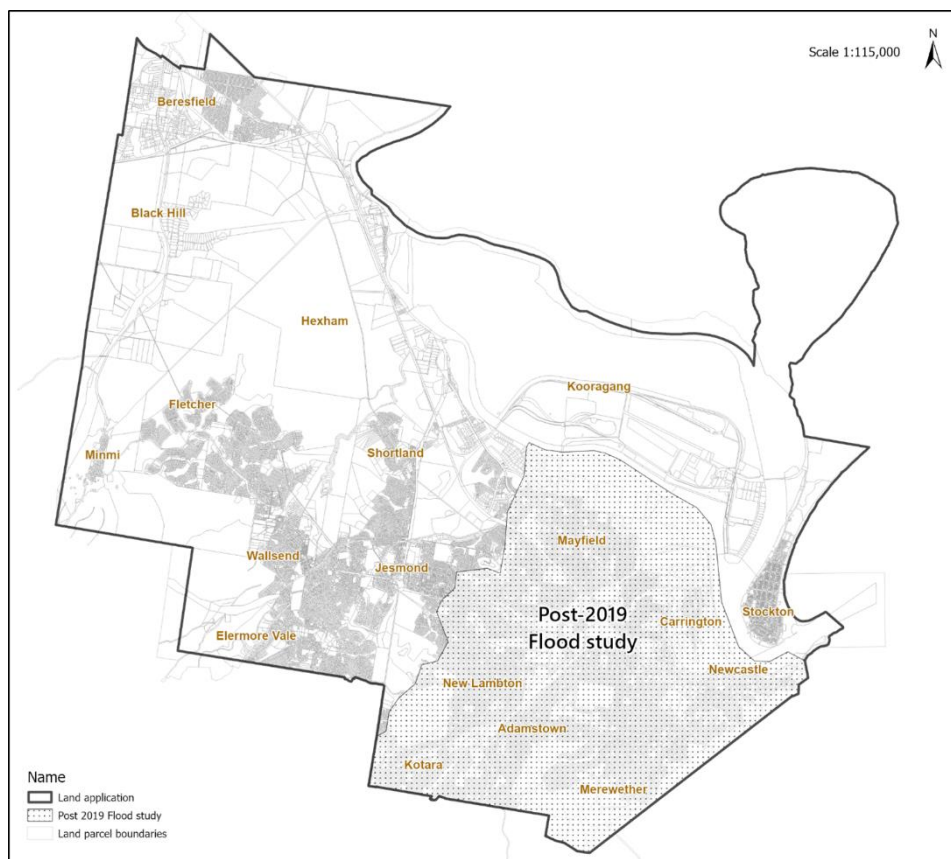 N
Scale 1:115,000
Beresfield
Black Hill
Hexham
Kooragang
Fletcher
Minmi
Shortland
Mayfield
Wallsend
Jesmond
Stockton
Post-2019
Flood study
Carrington
Elermore Vale
Newcastle
New Lambton
Adamstown
Kotara
Merewether
Name
Land application
Post 2019 Flood study
Land parcel boundaries